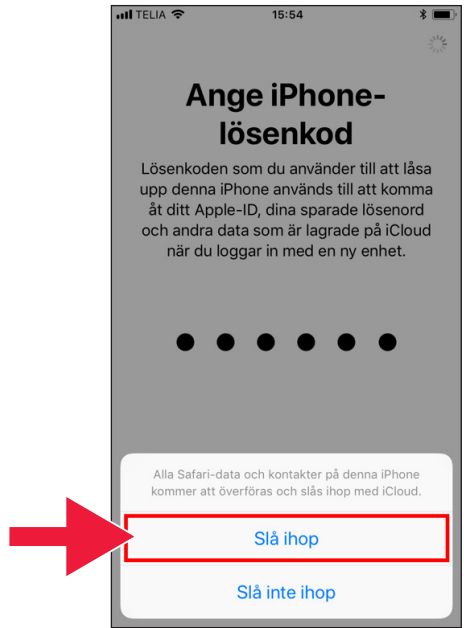 TELIA 15:54
Ange iPhone-
lösenkod
Lösenkoden som du använder till att låsa
upp denna iPhone används till att komma
åt ditt Apple-ID, dina sparade lösenord
och andra data som är lagrade på iCloud
när du loggar in med en ny enhet.
Alla Safari-data och kontakter på denna iPhone
kommer att överföras och slås ihop med iCloud.
Slå ihop
Slå inte ihop